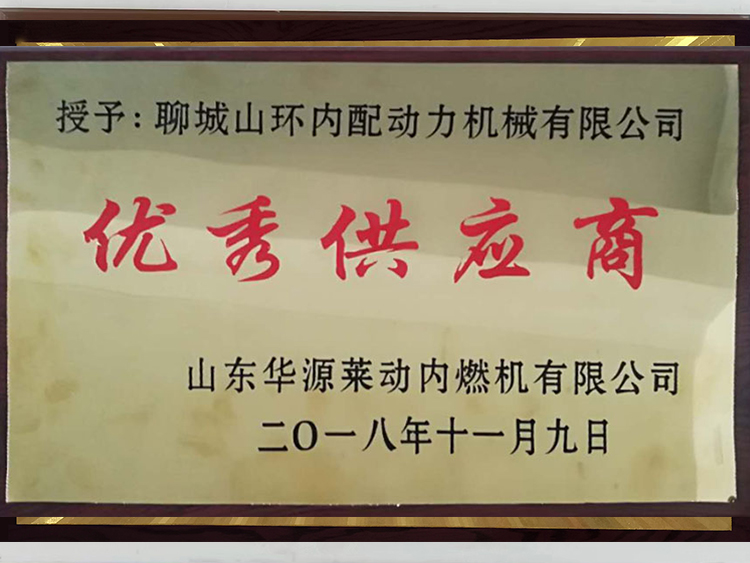 授予：聊城山环内配动力机械有限公司
优秀供应商
山东华源莱动内燃机有限公司
二〇一八年十一月九日